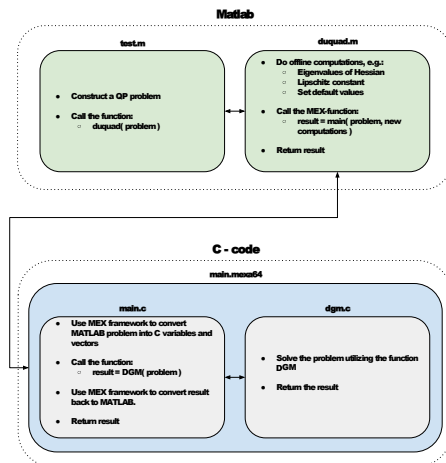 Matlab
test.m
● Construct a QP problem
● Call the function:
○ duquad( problem )
duquad.m
● Do offline computations, e.g.:
○ Eigenvalues of Hessian
○ Lipschitz constant
○ Set default values
● Call the MEX-function:
○ result = main( problem, new
computations )
● Return result
C - code
main.mexa64
main.c
● Use MEX framework to convert
MATLAB problem into C variables and
vectors
● Call the function:
○ result = DGM( problem )
● Use MEX framework to convert result
back to MATLAB.
● Return result
dgm.c
● Solve the problem utilizing the function
DGM
● Return the result